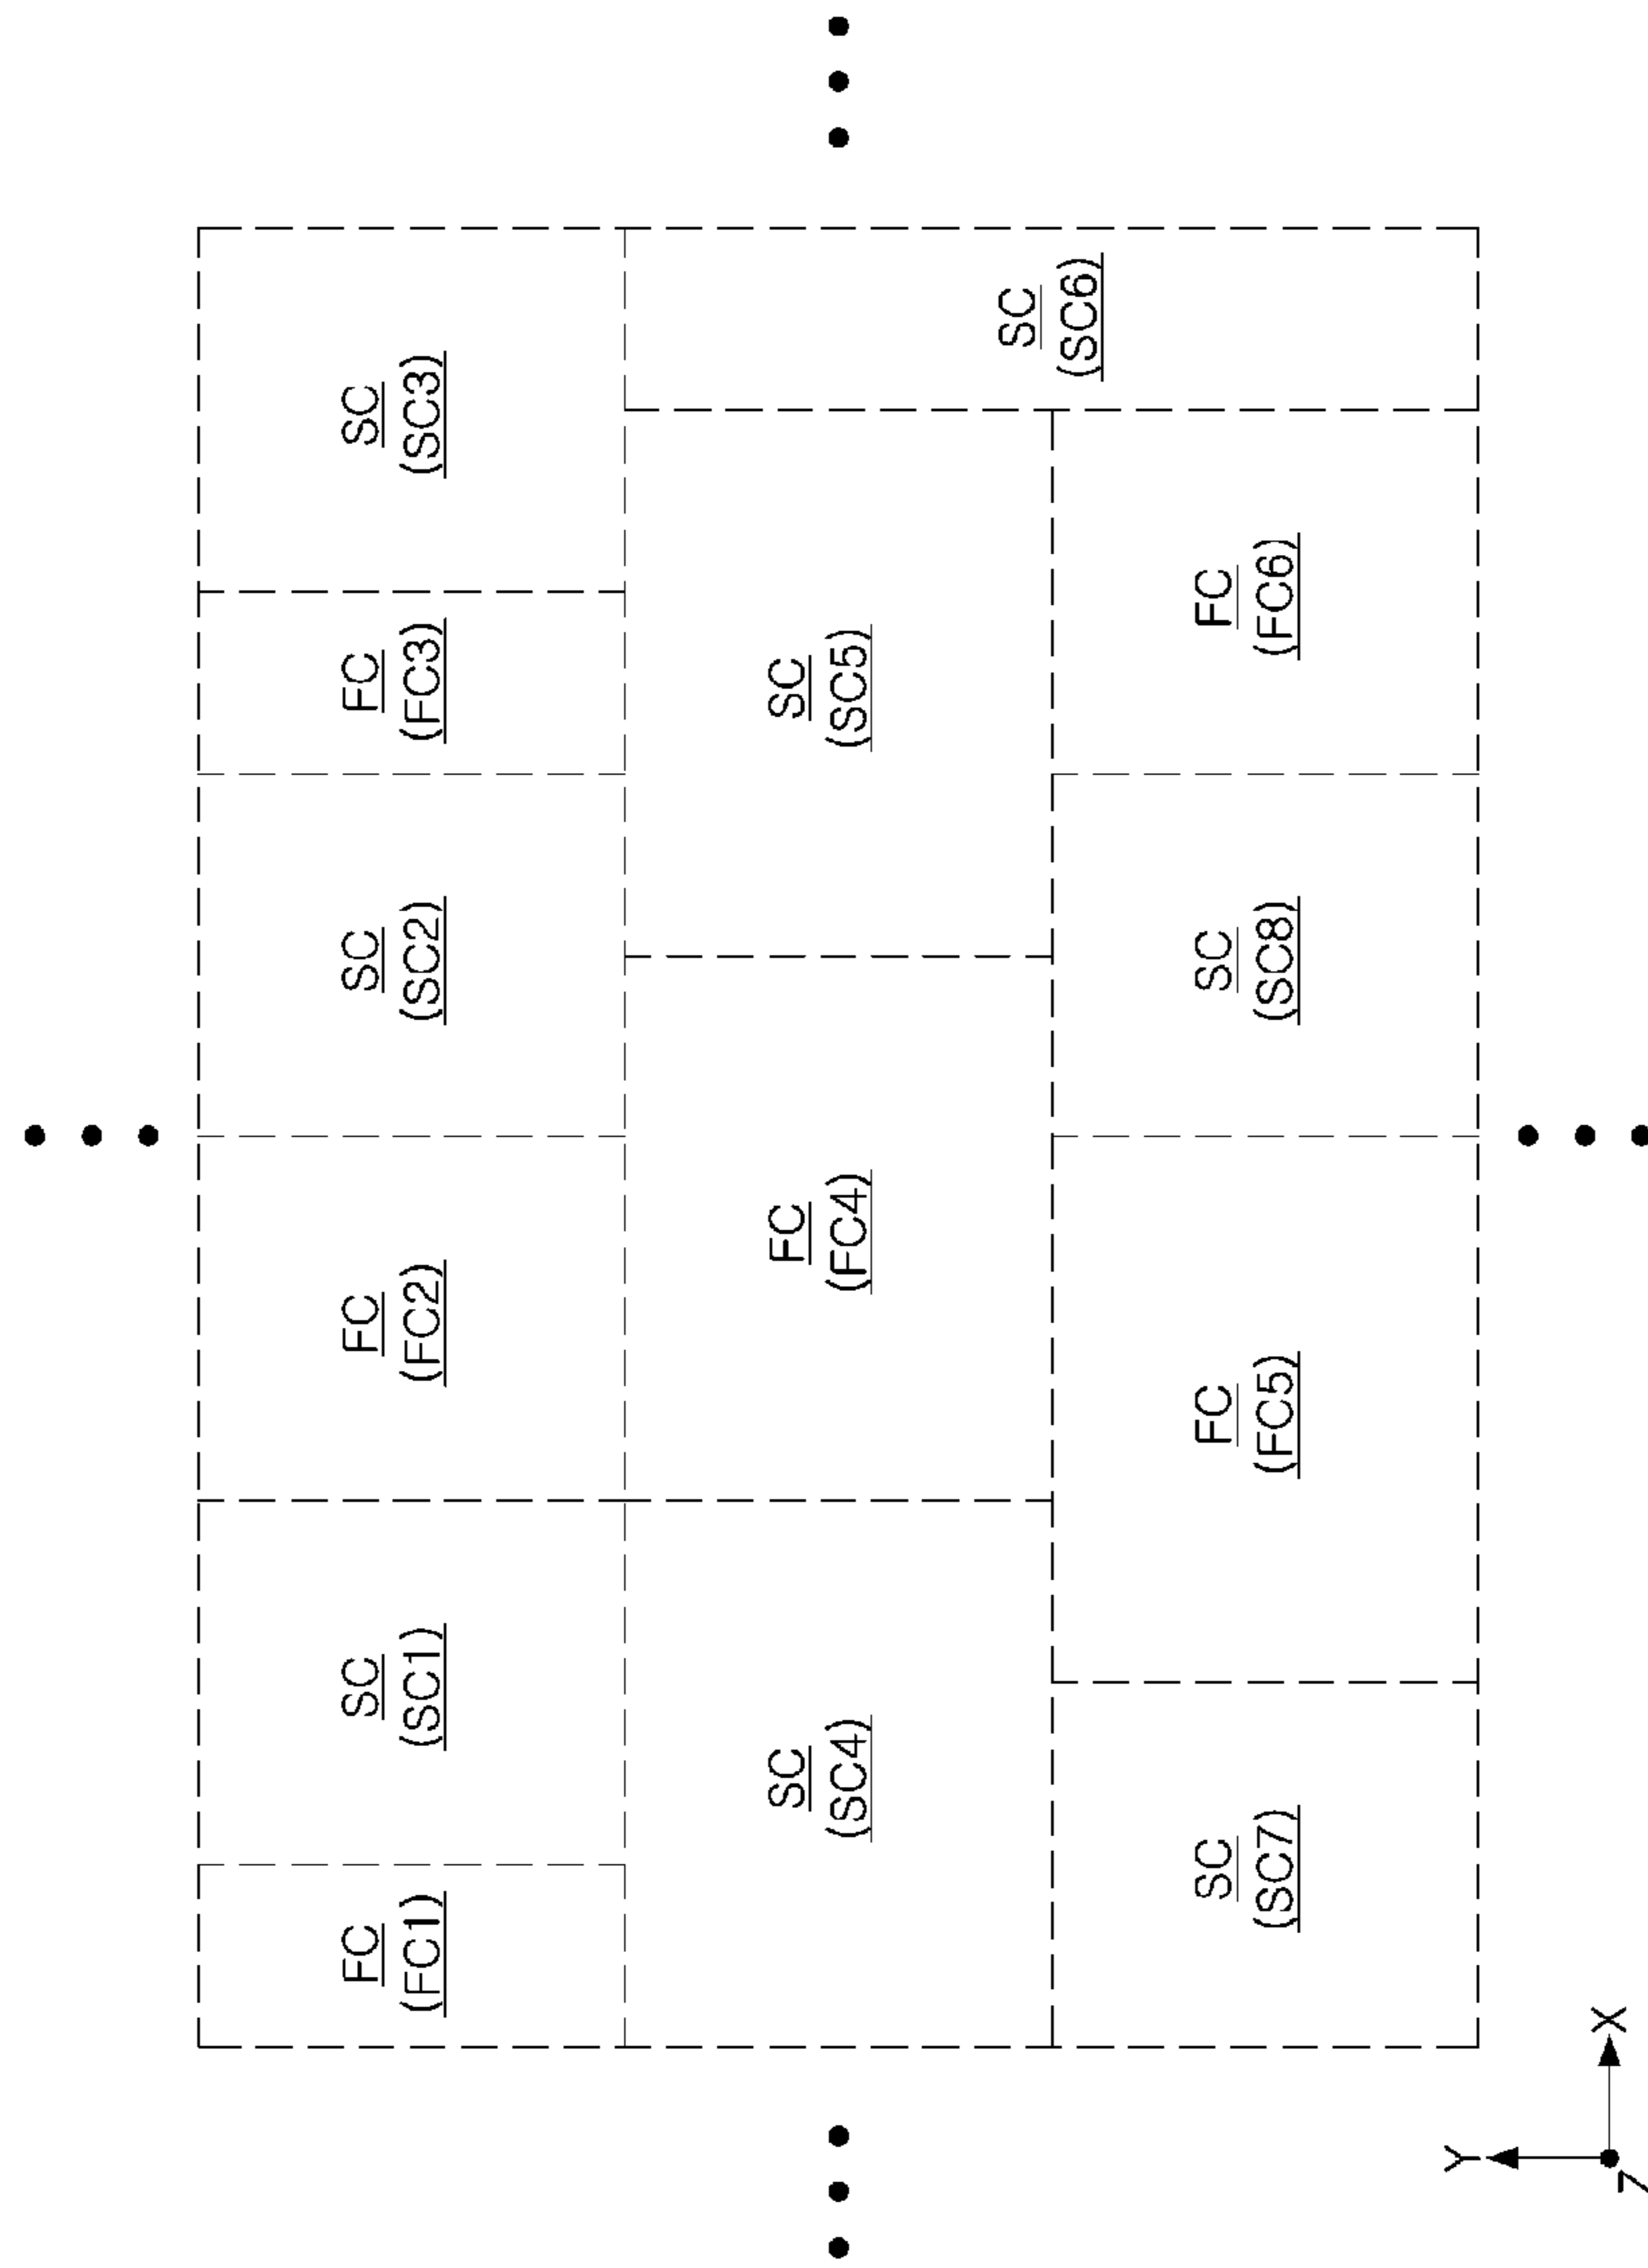 FC
(FC1)
SC
(SC1)
FC
(FC2)
SC
(SC2)
FC
(FC3)
SC
(SC3)
SC
(SC4)
FC
(FC4)
SC
(SC5)
SC
(SC6)
SC
(SC7)
FC
(FC5)
SC
(SC8)
FC
(FC6)
Y
Z
X